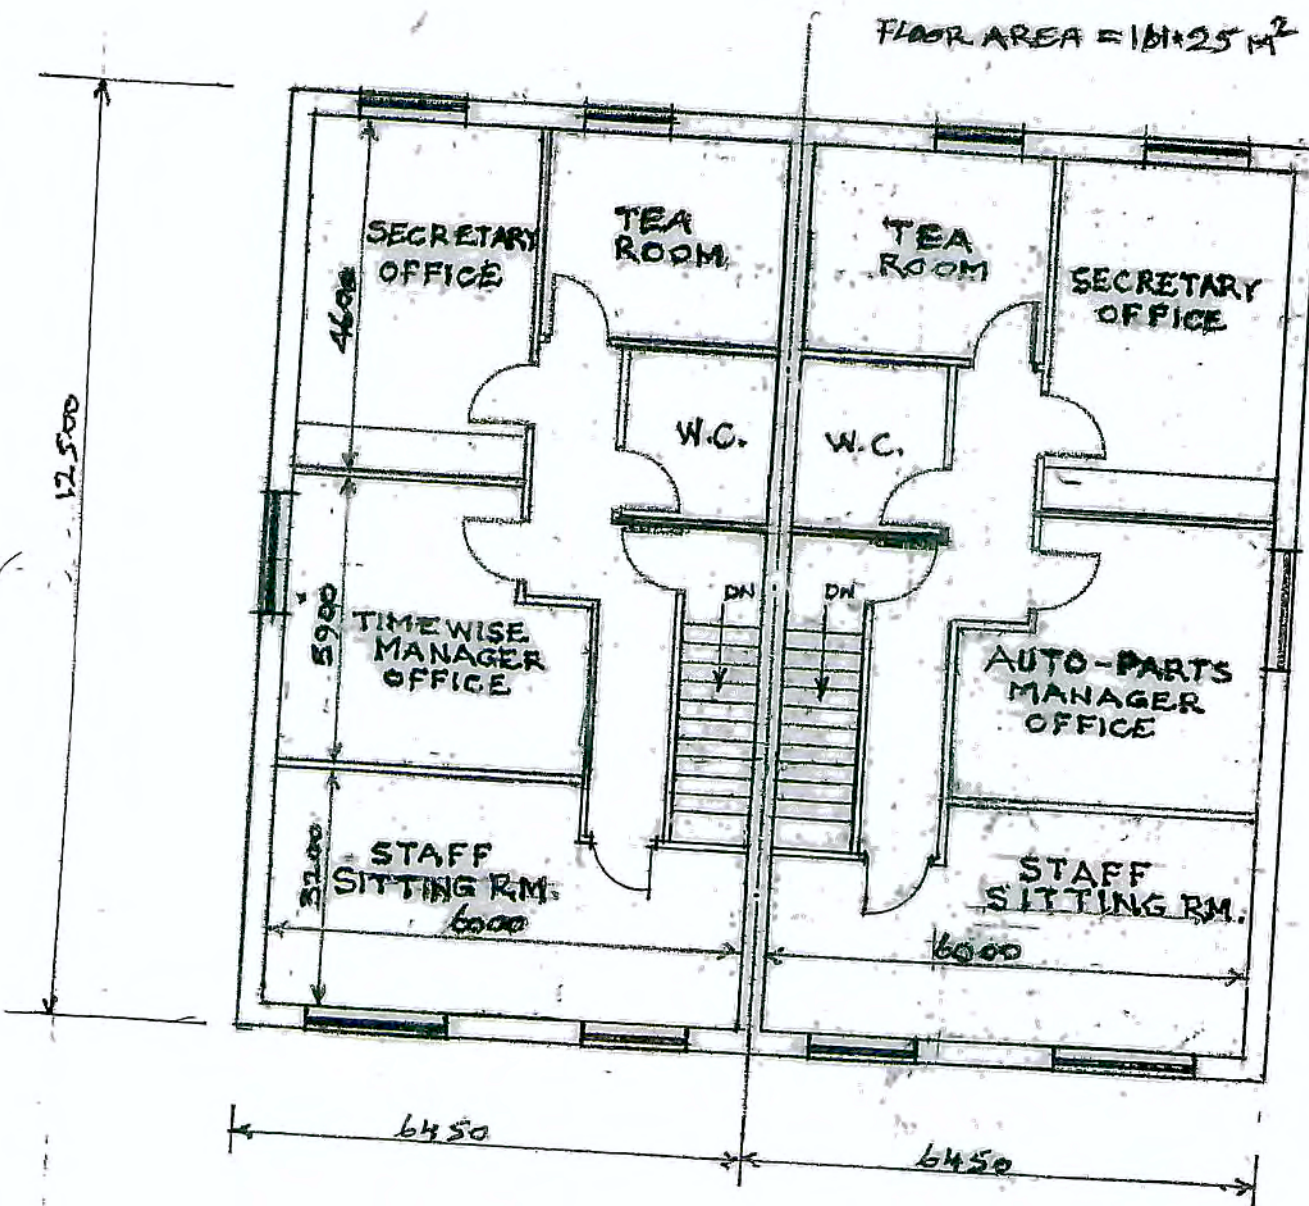 FLOOR AREA = 161.25 M²
SECRETARY
OFFICE
TEA
ROOM
TEA
ROOM
SECRETARY
OFFICE
4600
12500
W.C.
W.C.
3900
DN
DN
TIMEWISE
MANAGER
OFFICE
AUTO-PARTS
MANAGER
OFFICE
3200
STAFF
SITTING RM.
6000
STAFF
SITTING RM.
6000
6450
6450